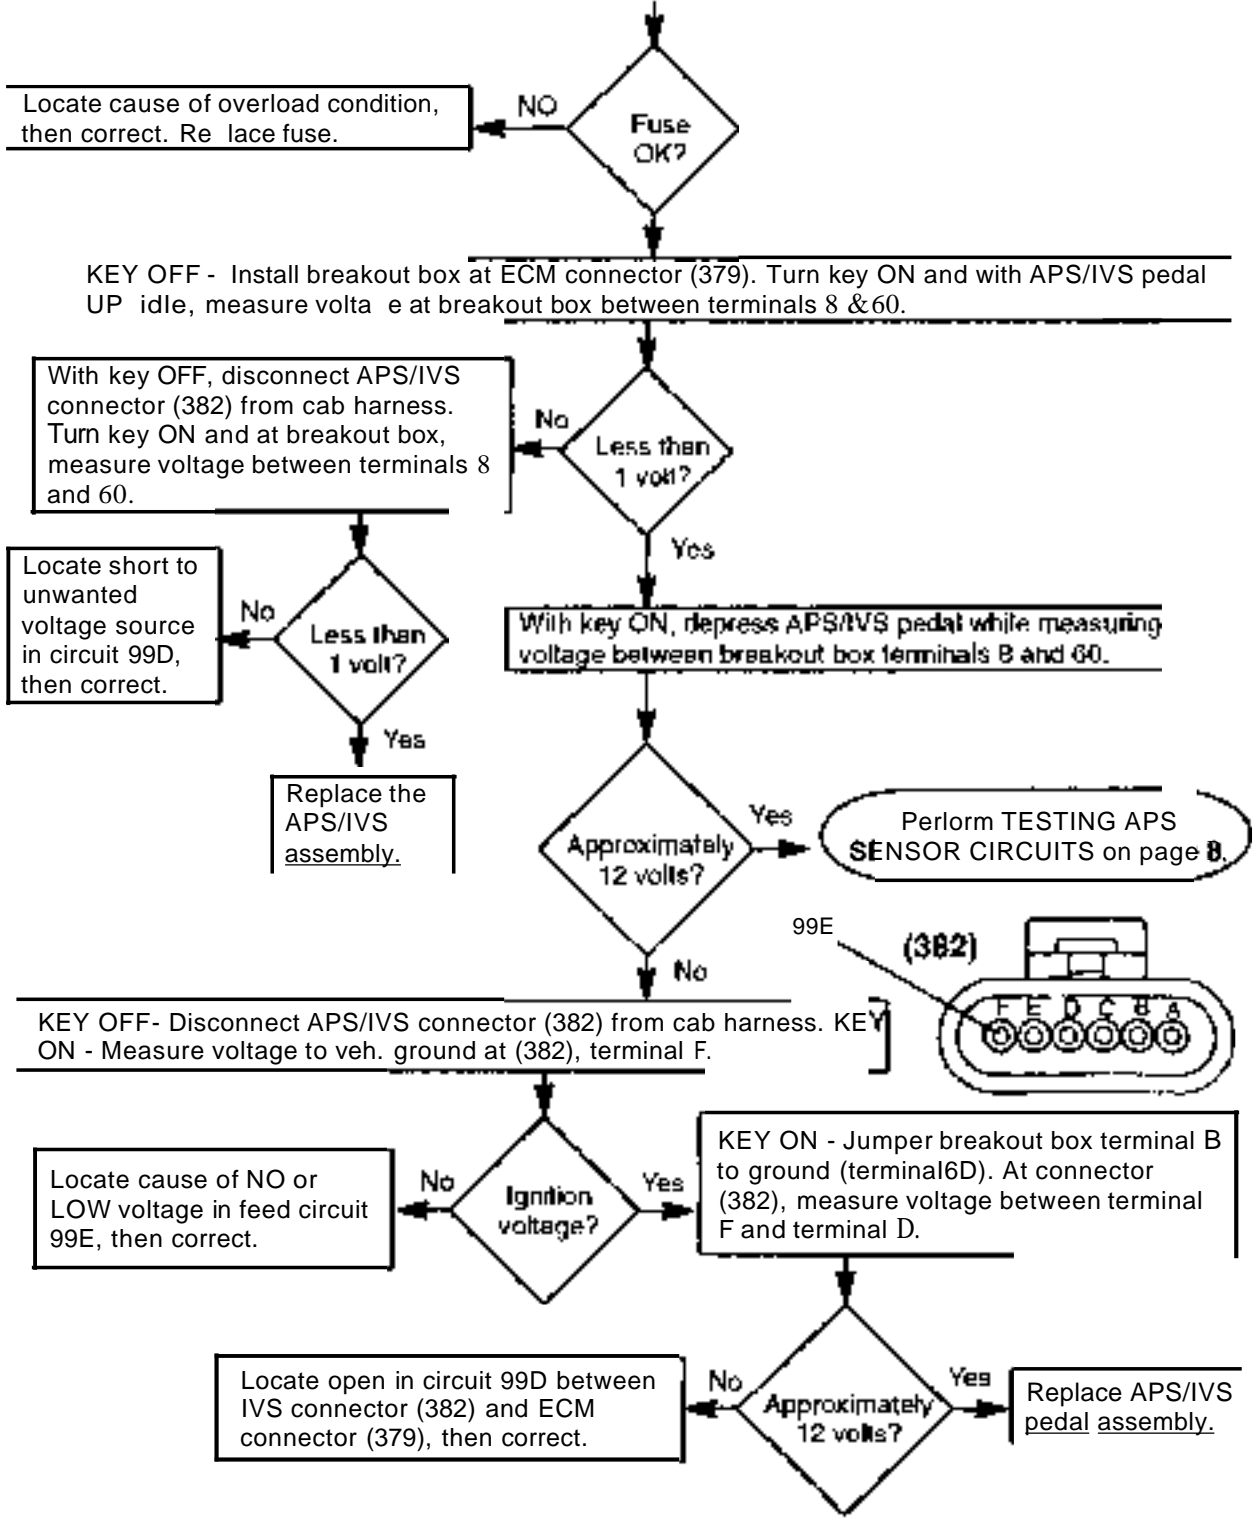 Locate cause of overload condition,
then correct. Re lace fuse.
NO
Fuse
OK?
KEY OFF - Install breakout box at ECM connector (379). Turn key ON and with APS/IVS pedal
UP idle, measure volta e at breakout box between terminals 8 &60.
With key OFF, disconnect APS/IVS
connector (382) from cab harness.
Turn key ON and at breakout box,
measure voltage between terminals 8
and 60.
No
Less than
1 volt?
Yes
Locate short to
unwanted
voltage source
in circuit 99D,
then correct.
No
Less than
1 volt?
Yes
With key ON, depress APS/IVS pedal while measuring
voltage between breakout box terminals 8 and 60.
Replace the
APS/IVS
assembly.
Approximately
12 volts?
Yes
Perlorm TESTING APS
SENSOR CIRCUITS on page 8.
No
99E
(382)
F E D C B A
KEY OFF- Disconnect APS/IVS connector (382) from cab harness. KEY
ON - Measure voltage to veh. ground at (382), terminal F.
Locate cause of NO or
LOW voltage in feed circuit
99E, then correct.
No
Ignition
voltage?
Yes
KEY ON - Jumper breakout box terminal B
to ground (terminal6D). At connector
(382), measure voltage between terminal
F and terminal D.
Locate open in circuit 99D between
IVS connector (382) and ECM
connector (379), then correct.
No
Approximately
12 volts?
Yes
Replace APS/IVS
pedal assembly.